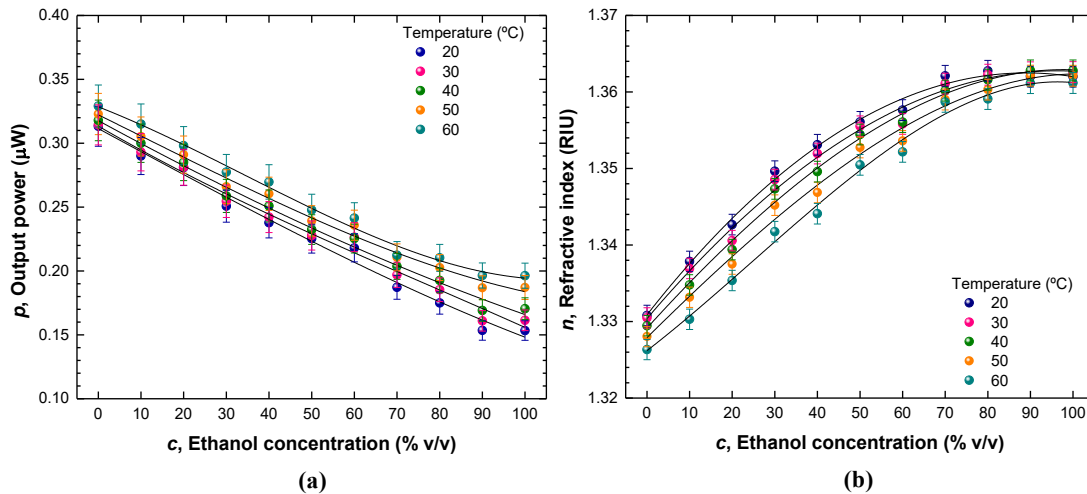 (a)
Temperature (ºC)
20
30
40
50
60
0.40
0.35
0.30
0.25
0.20
0.15
0.10
p, Output power (μW)
0 10 20 30 40 50 60 70 80 90 100
c, Ethanol concentration (% v/v)
(a)
(b)
1.37
1.36
1.35
1.34
1.33
1.32
n, Refractive index (RIU)
Temperature (ºC)
20
30
40
50
60
0 10 20 30 40 50 60 70 80 90 100
c, Ethanol concentration (% v/v)
(b)